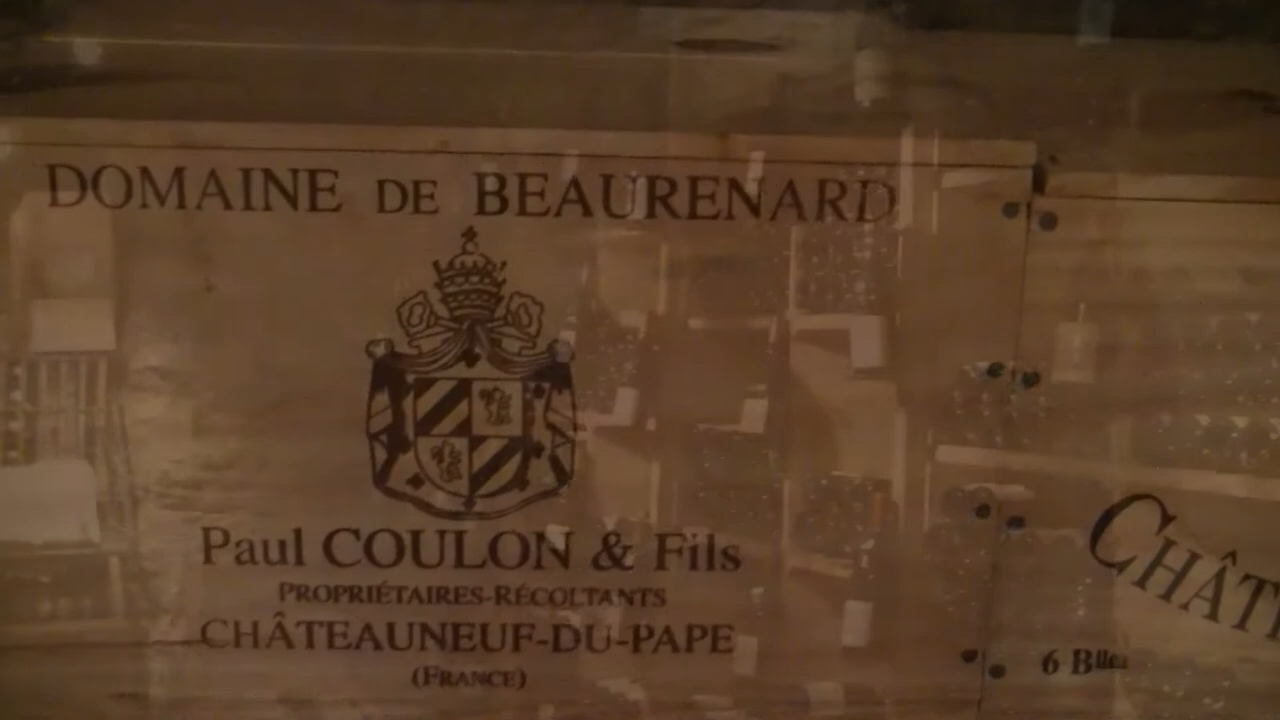 DOMAINE DE BEAURENARD
Paul COULON & Fils
PROPRIÉTAIRES-RÉCOLTANTS
CHÂTEAUNEUF-DU-PAPE
(FRANCE)
CHÂT
6 Blles